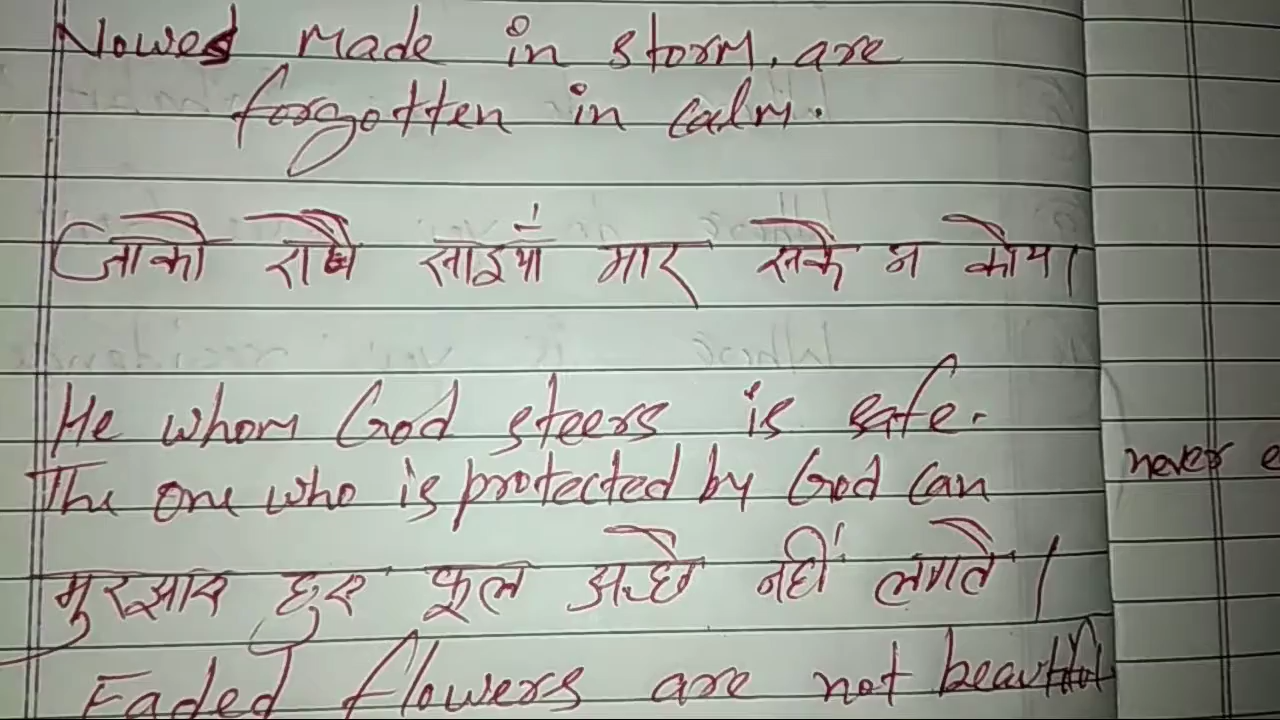 Nowes made in storm, are
forgotten in calm.
जाको राखै साइयाँ मार सके न कोय।
He whom God steers is safe.
The one who is protected by God can
never e
मुरझाए हुए फूल अच्छे नहीं लगते।
Faded flowers are not beautiful